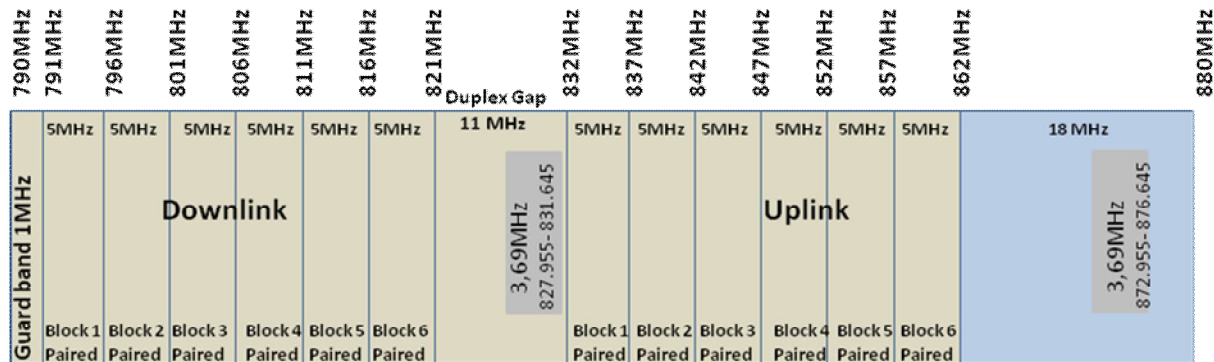 790MHz
791MHz
796MHz
801MHz
806MHz
811MHz
816MHz
821MHz
832MHz
837MHz
842MHz
847MHz
852MHz
857MHz
862MHz
880MHz
Duplex Gap
5MHz 5MHz 5MHz 5MHz 5MHz 5MHz 11 MHz 5MHz 5MHz 5MHz 5MHz 5MHz 5MHz 18 MHz
Guard band 1MHz
Downlink
3,69MHz
827.955-831.645
Uplink
3,69MHz
872.955-876.645
Block 1 Block 2 Block 3 Block 4 Block 5 Block 6 Block 1 Block 2 Block 3 Block 4 Block 5 Block 6
Paired Paired Paired Paired Paired Paired Paired Paired Paired Paired Paired Paired